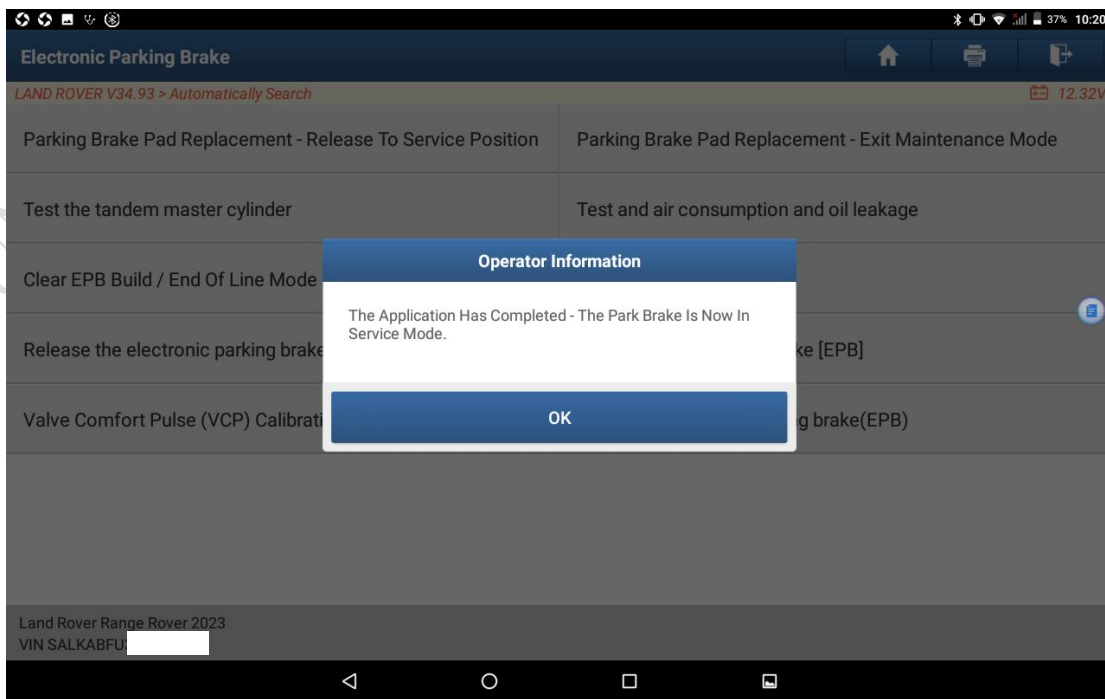 37% 10:20
Electronic Parking Brake
LAND ROVER V34.93 > Automatically Search
12.32V
Parking Brake Pad Replacement - Release To Service Position
Parking Brake Pad Replacement - Exit Maintenance Mode
Test the tandem master cylinder
Test and air consumption and oil leakage
Operator Information
Clear EPB Build / End Of Line Mode
The Application Has Completed - The Park Brake Is Now In
Service Mode.
Release the electronic parking brake
[EPB]
OK
Valve Comfort Pulse (VCP)
brake(EPB)
Land Rover Range Rover 2023
VIN SALKABFU